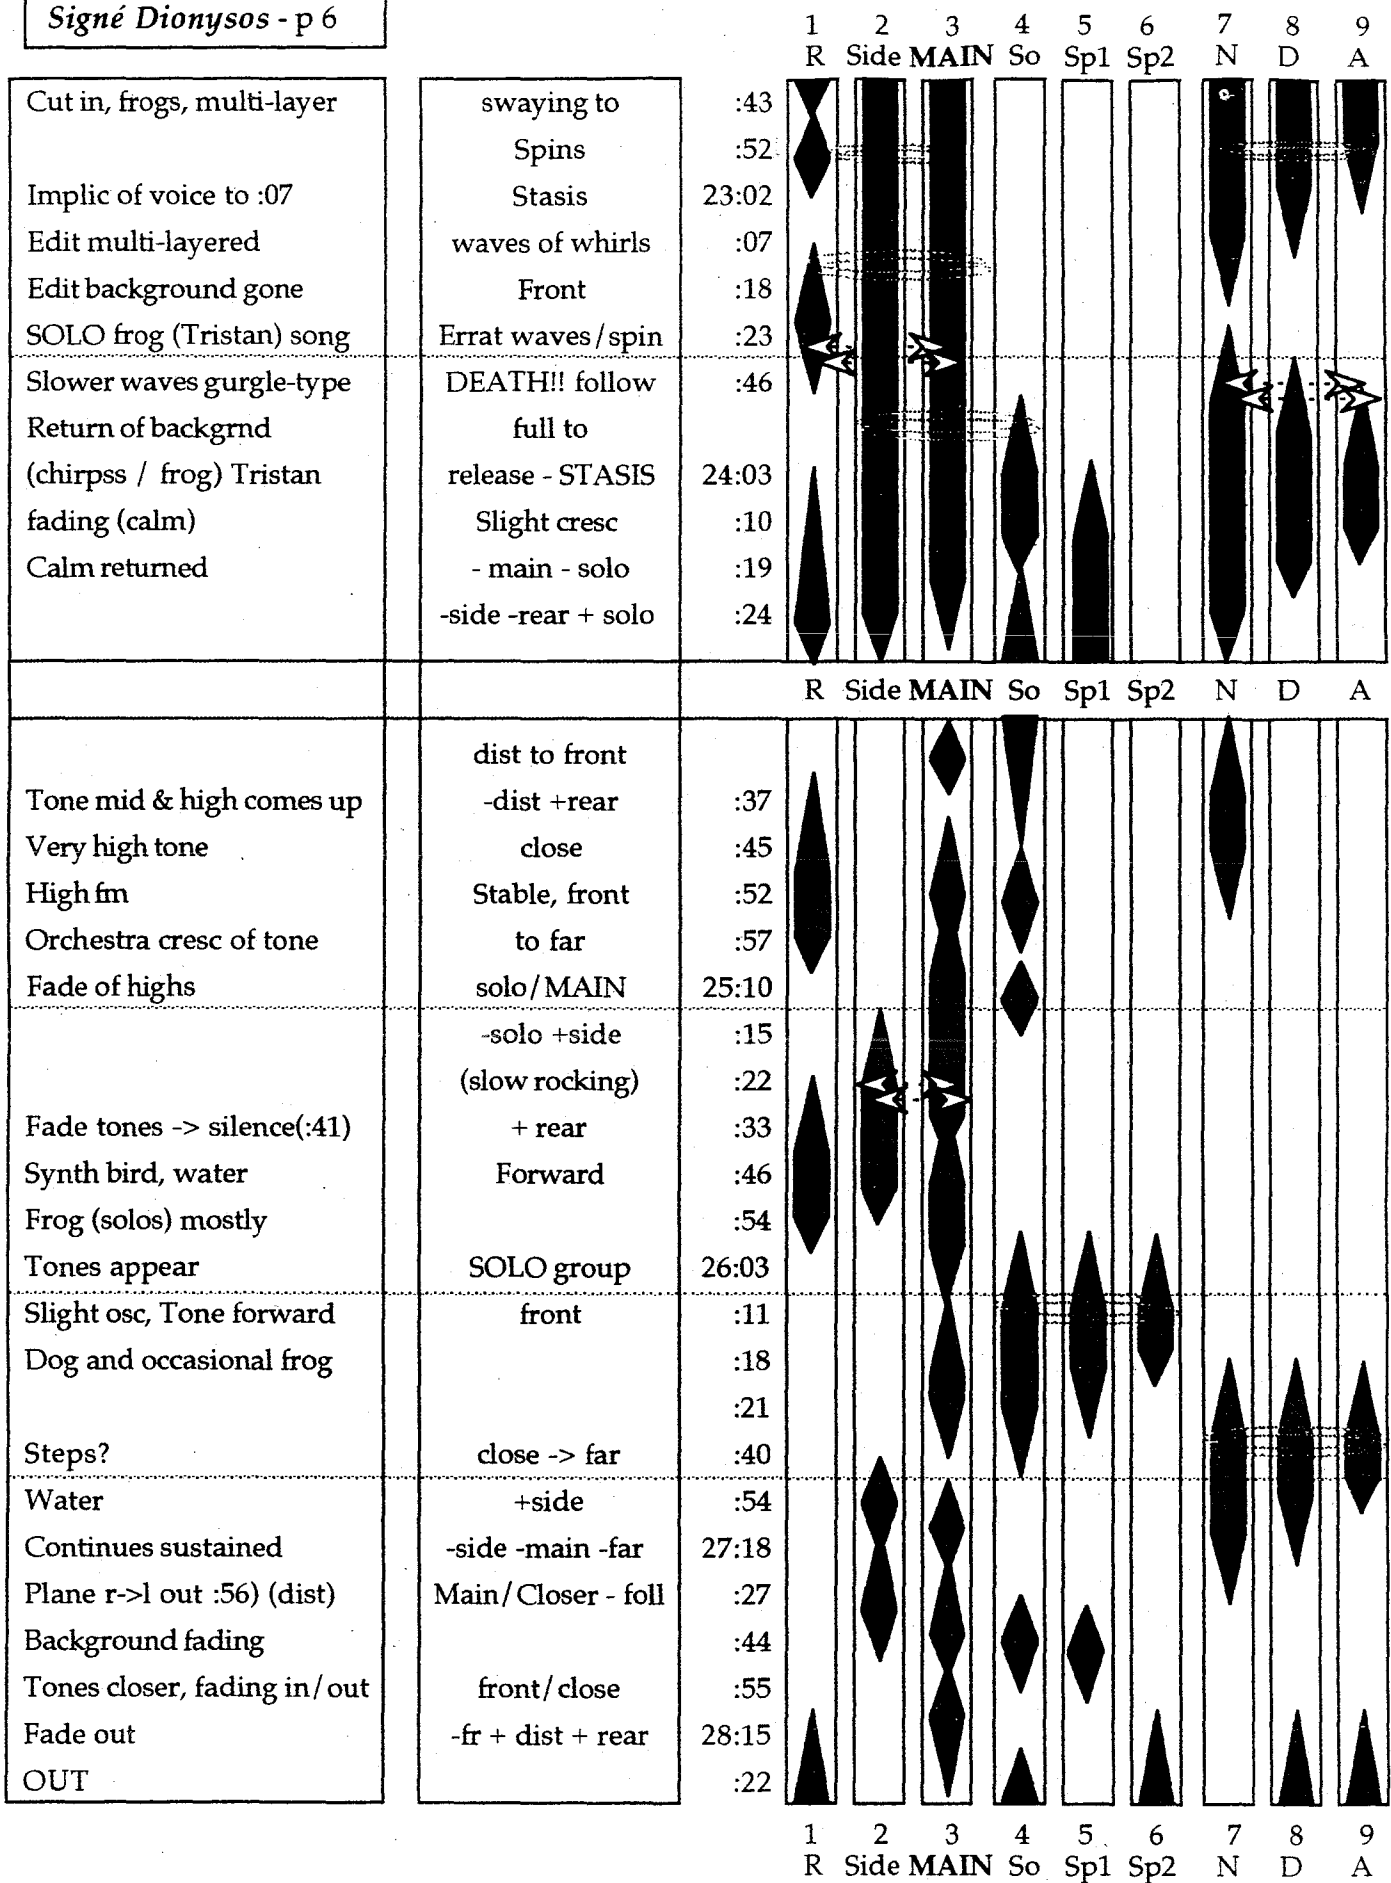 Signé Dionysos - p 6
1 2 3 4 5 6 7 8 9
R Side MAIN So Sp1 Sp2 N D A
Cut in, frogs, multi-layer swaying to :43
Spins :52
Implic of voice to :07 Stasis 23:02
Edit multi-layered waves of whirls :07
Edit background gone Front :18
SOLO frog (Tristan) song Errat waves/spin :23
Slower waves gurgle-type DEATH!! follow :46
Return of backgrnd full to
(chirpss / frog) Tristan release - STASIS 24:03
fading (calm) Slight cresc :10
Calm returned - main - solo :19
-side -rear + solo :24
R Side MAIN So Sp1 Sp2 N D A
dist to front
Tone mid & high comes up -dist +rear :37
Very high tone close :45
High fm Stable, front :52
Orchestra cresc of tone to far :57
Fade of highs solo/MAIN 25:10
-solo +side :15
(slow rocking) :22
Fade tones -> silence(:41) + rear :33
Synth bird, water Forward :46
Frog (solos) mostly :54
Tones appear SOLO group 26:03
Slight osc, Tone forward front :11
Dog and occasional frog :18
:21
Steps? close -> far :40
Water +side :54
Continues sustained -side -main -far 27:18
Plane r->l out :56) (dist) Main/Closer - foll :27
Background fading :44
Tones closer, fading in/out front/close :55
Fade out -fr + dist + rear 28:15
OUT :22
1 2 3 4 5 6 7 8 9
R Side MAIN So Sp1 Sp2 N D A